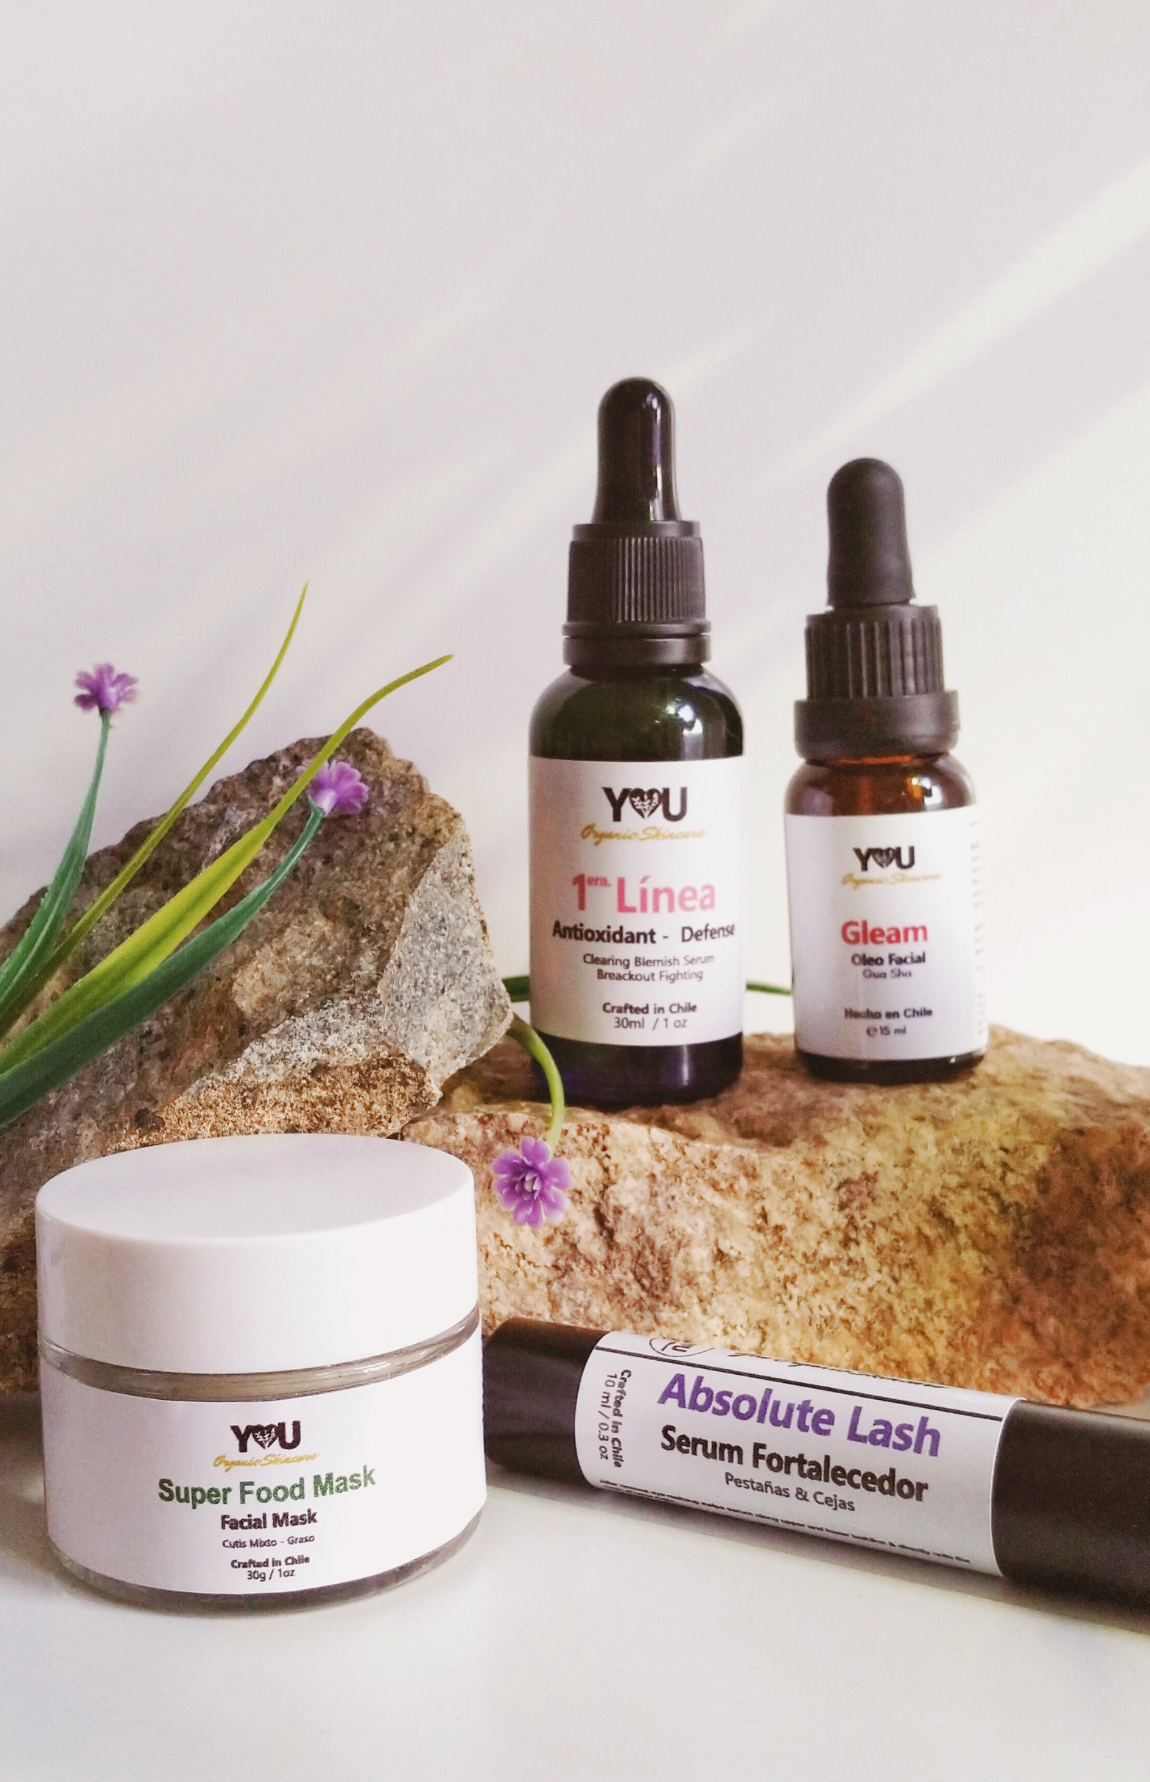 YOU
Organic Skincare
1era. Línea
Antioxidant - Defense
Clearing Blemish Serum
Breackout Fighting
Crafted in Chile
30ml / 1 oz
YOU
Organic Skincare
Gleam
Oleo Facial
Gua Sha
Hecho en Chile
℮ 15 ml
YOU
Organic Skincare
Super Food Mask
Facial Mask
Cutis Mixto - Graso
Crafted in Chile
30g / 1oz
Crafted in Chile
10 ml / 0.3 oz
Absolute Lash
Serum Fortalecedor
Pestañas & Cejas